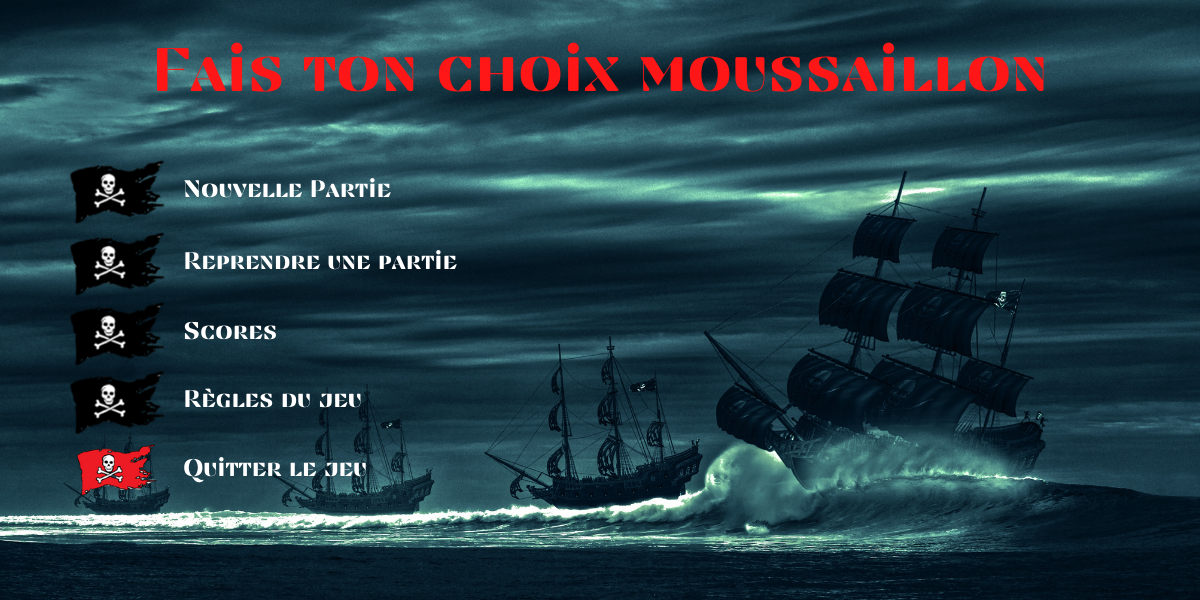 Fais ton choix moussaillon
Nouvelle Partie
Reprendre une partie
Scores
Règles du jeu
Quitter le jeu